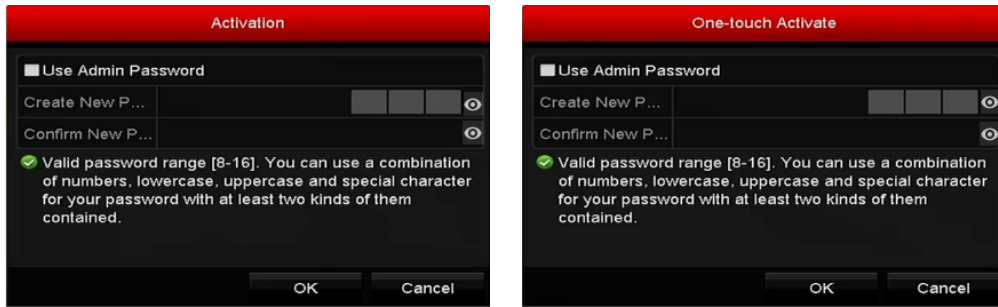 Activation
Use Admin Password
Create New P...
Confirm New P...
Valid password range [8-16]. You can use a combination
of numbers, lowercase, uppercase and special character
for your password with at least two kinds of them
contained.
OK
Cancel
One-touch Activate
Use Admin Password
Create New P...
Confirm New P...
Valid password range [8-16]. You can use a combination
of numbers, lowercase, uppercase and special character
for your password with at least two kinds of them
contained.
OK
Cancel